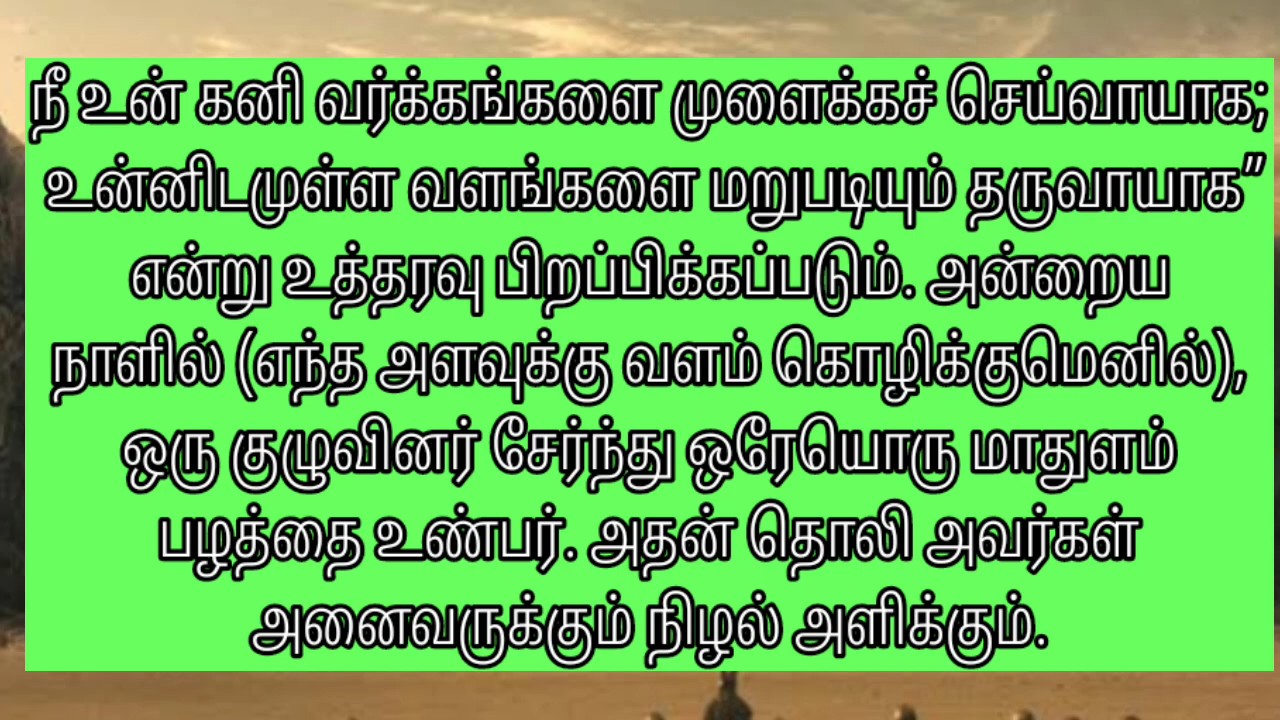 நீ உன் கனி வர்க்கங்களை முளைக்கச் செய்வாயாக;
உன்னிடமுள்ள வளங்களை மறுபடியும் தருவாயாக”
என்று உத்தரவு பிறப்பிக்கப்படும். அன்றைய
நாளில் (எந்த அளவுக்கு வளம் கொழிக்குமெனில்),
ஒரு குழுவினர் சேர்ந்து ஒரேயொரு மாதுளம்
பழத்தை உண்பர். அதன் தொலி அவர்கள்
அனைவருக்கும் நிழல் அளிக்கும்.